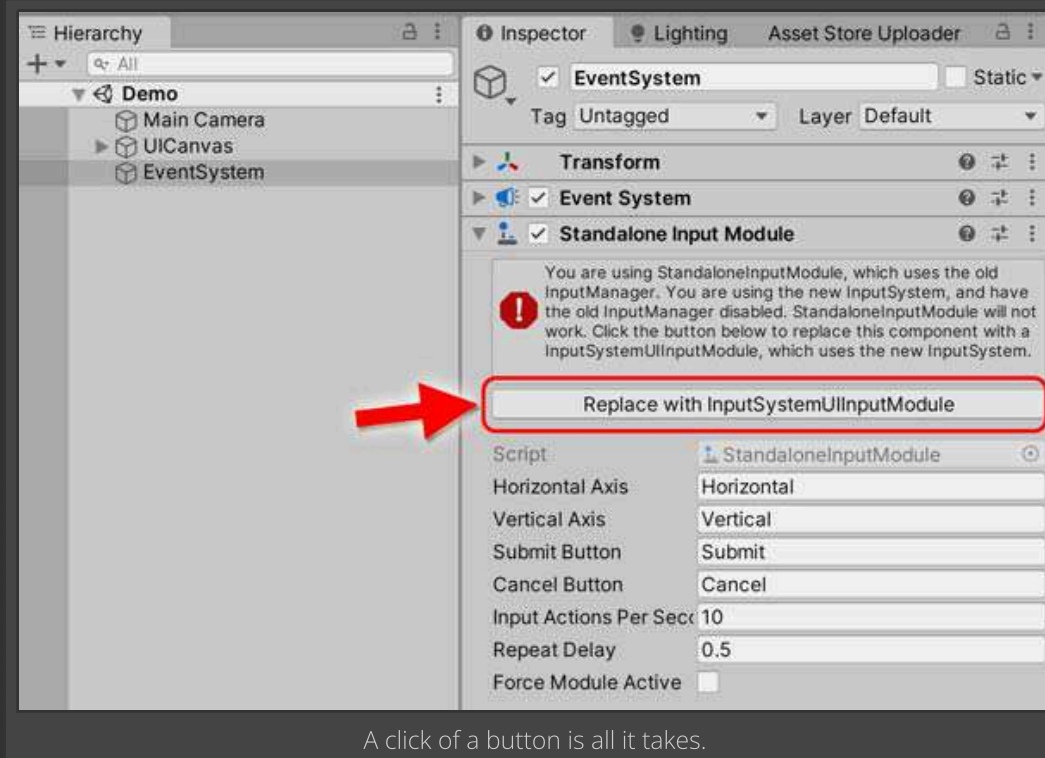 Hierarchy
All
Demo
Main Camera
UICanvas
EventSystem
Inspector
Lighting
Asset Store Uploader
EventSystem
Static
Tag Untagged
Layer Default
Transform
Event System
Standalone Input Module
You are using StandaloneInputModule, which uses the old
InputManager. You are using the new InputSystem, and have
the old InputManager disabled. StandaloneInputModule will not
work. Click the button below to replace this component with a
InputSystemUIInputModule, which uses the new InputSystem.
Replace with InputSystemUIInputModule
Script StandaloneInputModule
Horizontal Axis Horizontal
Vertical Axis Vertical
Submit Button Submit
Cancel Button Cancel
Input Actions Per Sec 10
Repeat Delay 0.5
Force Module Active
A click of a button is all it takes.